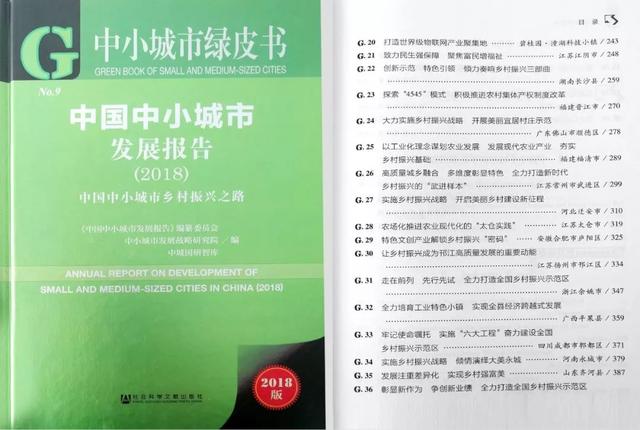 G
中小城市绿皮书
GREEN BOOK OF SMALL AND MEDIUM-SIZED CITIES
No.9
中国中小城市
发展报告
(2018)
中国中小城市乡村振兴之路
《中国中小城市发展报告》编纂委员会
中小城市发展战略研究院 / 编
中城国研智库
ANNUAL REPORT ON DEVELOPMENT OF
SMALL AND MEDIUM-SIZED CITIES IN CHINA (2018)
2018
版
社会科学文献出版社
目 录
G.20 打造世界级物联网产业聚集地 ········ 碧桂园·潼湖科技小镇 / 243
G.21 致力民生强保障 聚焦富民增福祉 ········ 江苏江阴市 / 248
G.22 创新示范 特色引领 倾力奏响乡村振兴三部曲
········ 湖南长沙县 / 259
G.23 探索“4545”模式 积极推进农村集体产权制度改革
········ 福建晋江市 / 270
G.24 大力实施乡村振兴战略 开展美丽宜居村庄示范
········ 广东佛山市顺德区 / 278
G.25 以工业化理念谋划农业发展 发展现代农业产业 夯实
乡村振兴基础 ········ 福建福清市 / 289
G.26 高质量城乡融合 多维度彰显特色 全力打造新时代
乡村振兴的“武进样本” ········ 江苏常州市武进区 / 299
G.27 实施乡村振兴战略 开启美丽乡村建设新征程
········ 河北迁安市 / 310
G.28 农场化推进农业现代化的“太仓实践” ········ 江苏太仓市 / 319
G.29 特色文创产业解锁乡村振兴“密码” ········ 安徽合肥市庐阳区 / 325
G.30 让乡村振兴成为邗江高质量发展的重要动能
········ 江苏扬州市邗江区 / 334
G.31 走在前列 先行先试 全力打造全国乡村振兴示范区
········ 浙江余姚市 / 347
G.32 全力培育工业特色小镇 实现全县经济跨越式发展
········ 广西平果县 / 359
G.33 牢记使命嘱托 实施“六大工程” 奋力建设全国
乡村振兴示范区 ········ 四川成都市郫都区 / 371
G.34 实施乡村振兴战略 倾情演绎大美永城 ········ 河南永城市 / 379
G.35 发展注重差异化 实现乡村强富美 ········ 山东齐河县 / 387
G.36 彰显新作为 争创新业绩 全力打造全国乡村振兴示范区